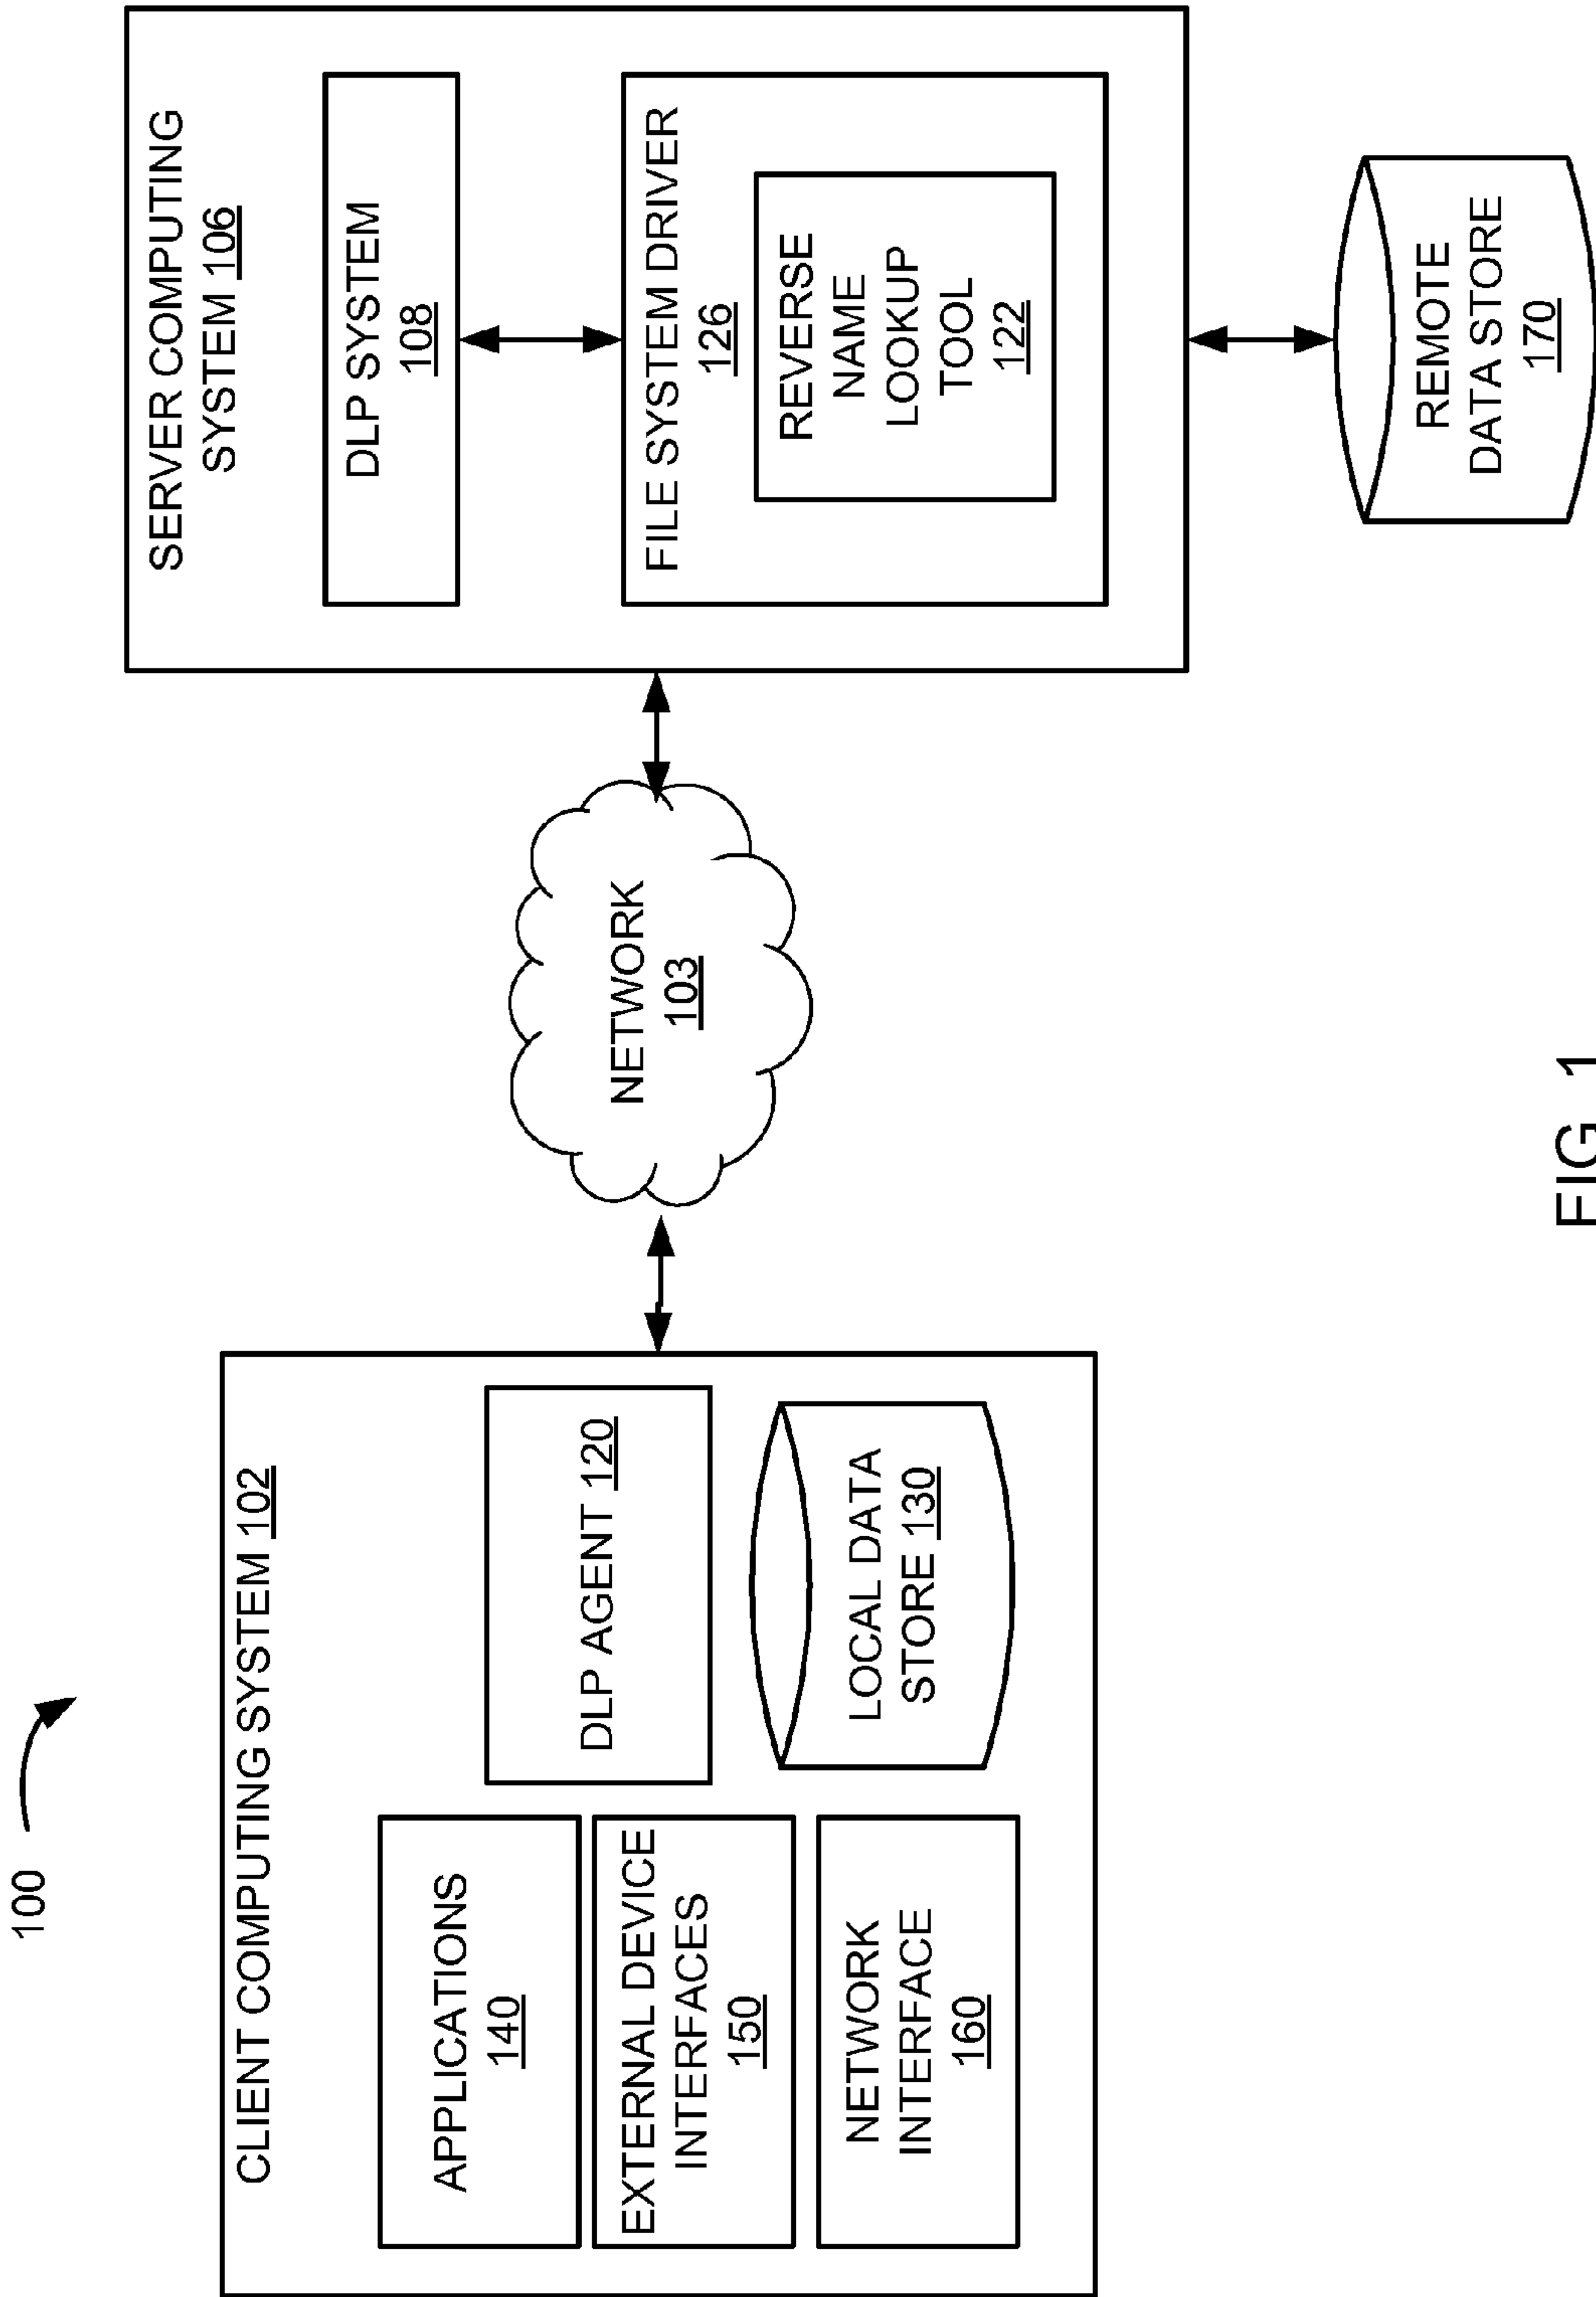 100
CLIENT COMPUTING SYSTEM 102
APPLICATIONS
140
EXTERNAL DEVICE
INTERFACES
150
NETWORK
INTERFACE
160
DLP AGENT 120
LOCAL DATA
STORE 130
NETWORK
103
SERVER COMPUTING
SYSTEM 106
DLP SYSTEM
108
FILE SYSTEM DRIVER
126
REVERSE
NAME
LOOKUP
TOOL
122
REMOTE
DATA STORE
170
FIG. 1